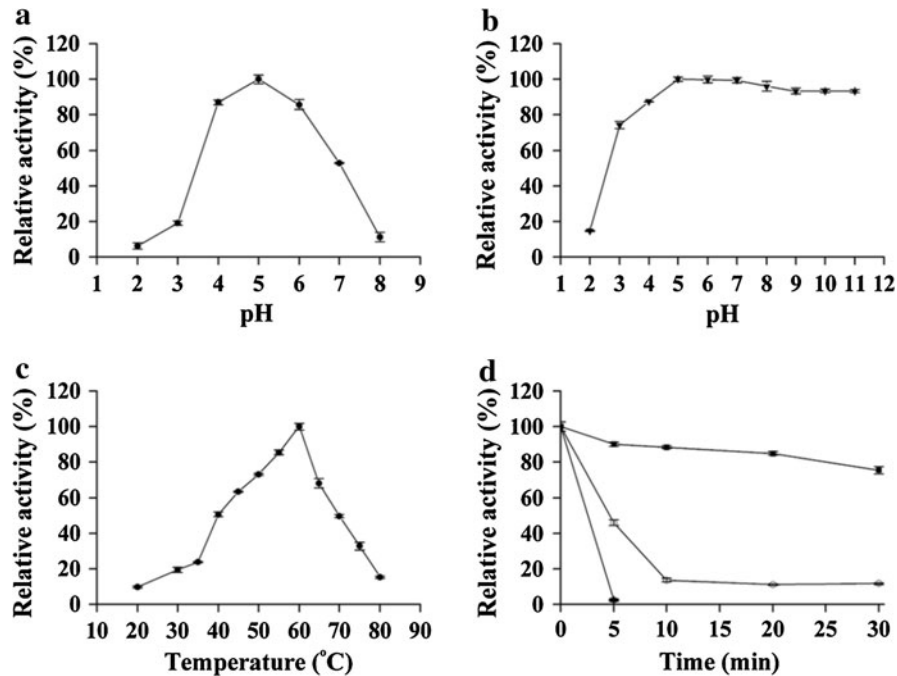 a
Relative activity (%)
120
100
80
60
40
20
0
1 2 3 4 5 6 7 8 9
pH
b
Relative activity (%)
120
100
80
60
40
20
0
1 2 3 4 5 6 7 8 9 10 11 12
pH
c
Relative activity (%)
120
100
80
60
40
20
0
10 20 30 40 50 60 70 80 90
Temperature (°C)
d
Relative activity (%)
120
100
80
60
40
20
0
0 5 10 15 20 25 30
Time (min)